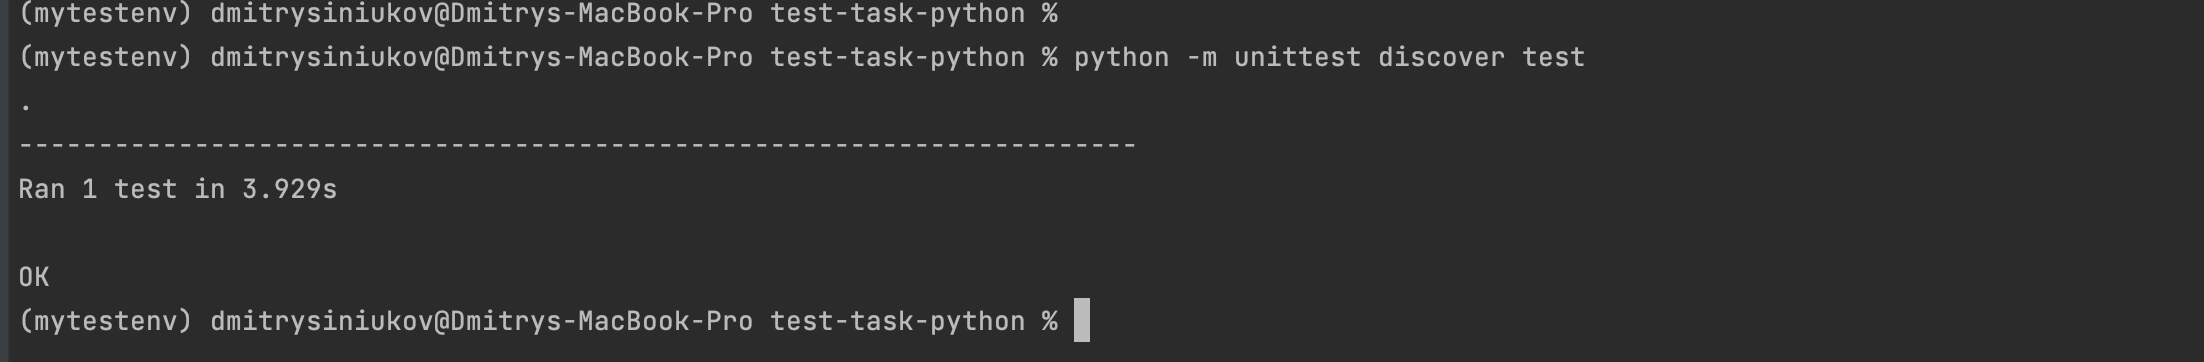 (mytestenv) dmitrysiniukov@Dmitrys-MacBook-Pro test-task-python %
(mytestenv) dmitrysiniukov@Dmitrys-MacBook-Pro test-task-python % python -m unittest discover test
.
----------------------------------------------------------------------
Ran 1 test in 3.929s

OK
(mytestenv) dmitrysiniukov@Dmitrys-MacBook-Pro test-task-python %